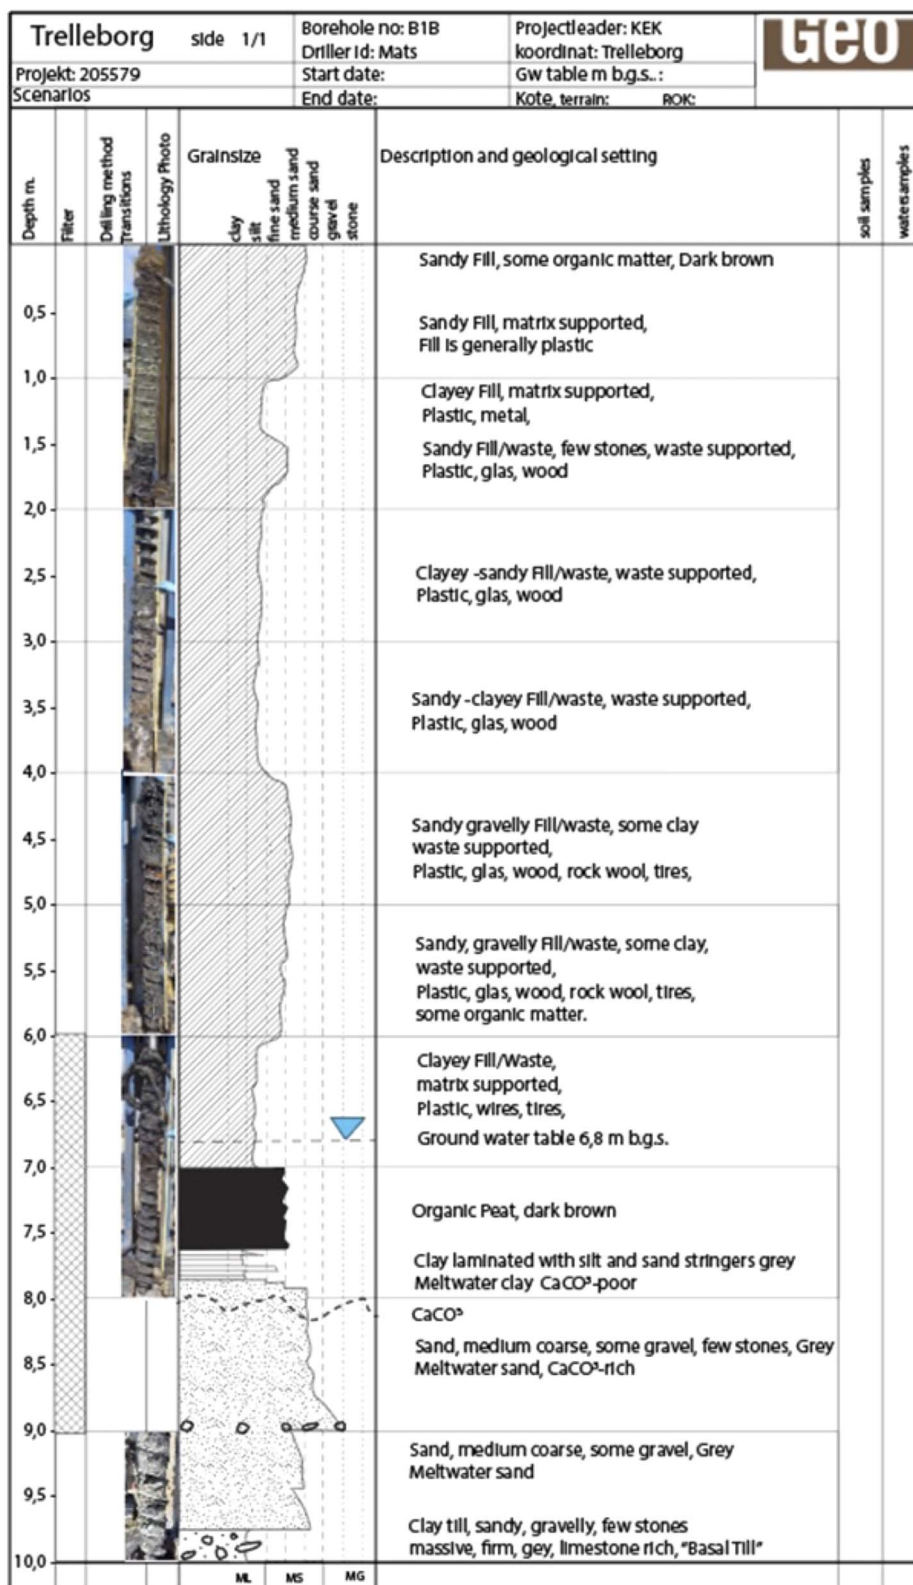 Trelleborg side 1/1
Borehole no: B1B
Driller id: Mats
Projectleader: KEK
koordinat: Trelleborg
Geo
Projekt: 205579
Scenarios
Start date:
End date:
Gw table m b.g.s..:
Kote, terrain: ROK:
Depth m.
Filter
Drilling method
Transitions
Lithology Photo
Grainsize
clay
silt
fine sand
medium sand
course sand
gravel
stone
Description and geological setting
soil samples
watersamples
Sandy Fill, some organic matter, Dark brown
0,5
Sandy Fill, matrix supported,
Fill is generally plastic
1,0
Clayey Fill, matrix supported,
Plastic, metal,
1,5
Sandy Fill/waste, few stones, waste supported,
Plastic, glas, wood
2,0
2,5
Clayey -sandy Fill/waste, waste supported,
Plastic, glas, wood
3,0
3,5
Sandy -clayey Fill/waste, waste supported,
Plastic, glas, wood
4,0
4,5
Sandy gravelly Fill/waste, some clay
waste supported,
Plastic, glas, wood, rock wool, tires,
5,0
5,5
Sandy, gravelly Fill/waste, some clay,
waste supported,
Plastic, glas, wood, rock wool, tires,
some organic matter.
6,0
Clayey Fill/Waste,
matrix supported,
6,5
Plastic, wires, tires,
Ground water table 6,8 m b.g.s.
7,0
Organic Peat, dark brown
7,5
Clay laminated with silt and sand stringers grey
Meltwater clay CaCO³-poor
8,0
CaCO³
Sand, medium coarse, some gravel, few stones, Grey
8,5
Meltwater sand, CaCO³-rich
9,0
Sand, medium coarse, some gravel, Grey
Meltwater sand
9,5
Clay till, sandy, gravelly, few stones
massive, firm, gey, limestone rich, "Basal Till"
10,0
ML MS MG